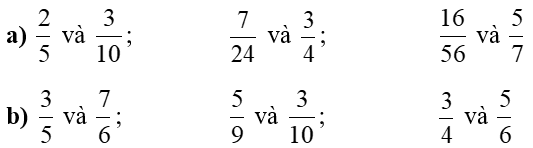 a) 2/5 và 3/10; 7/24 và 3/4; 16/56 và 5/7
b) 3/5 và 7/6; 5/9 và 3/10; 3/4 và 5/6